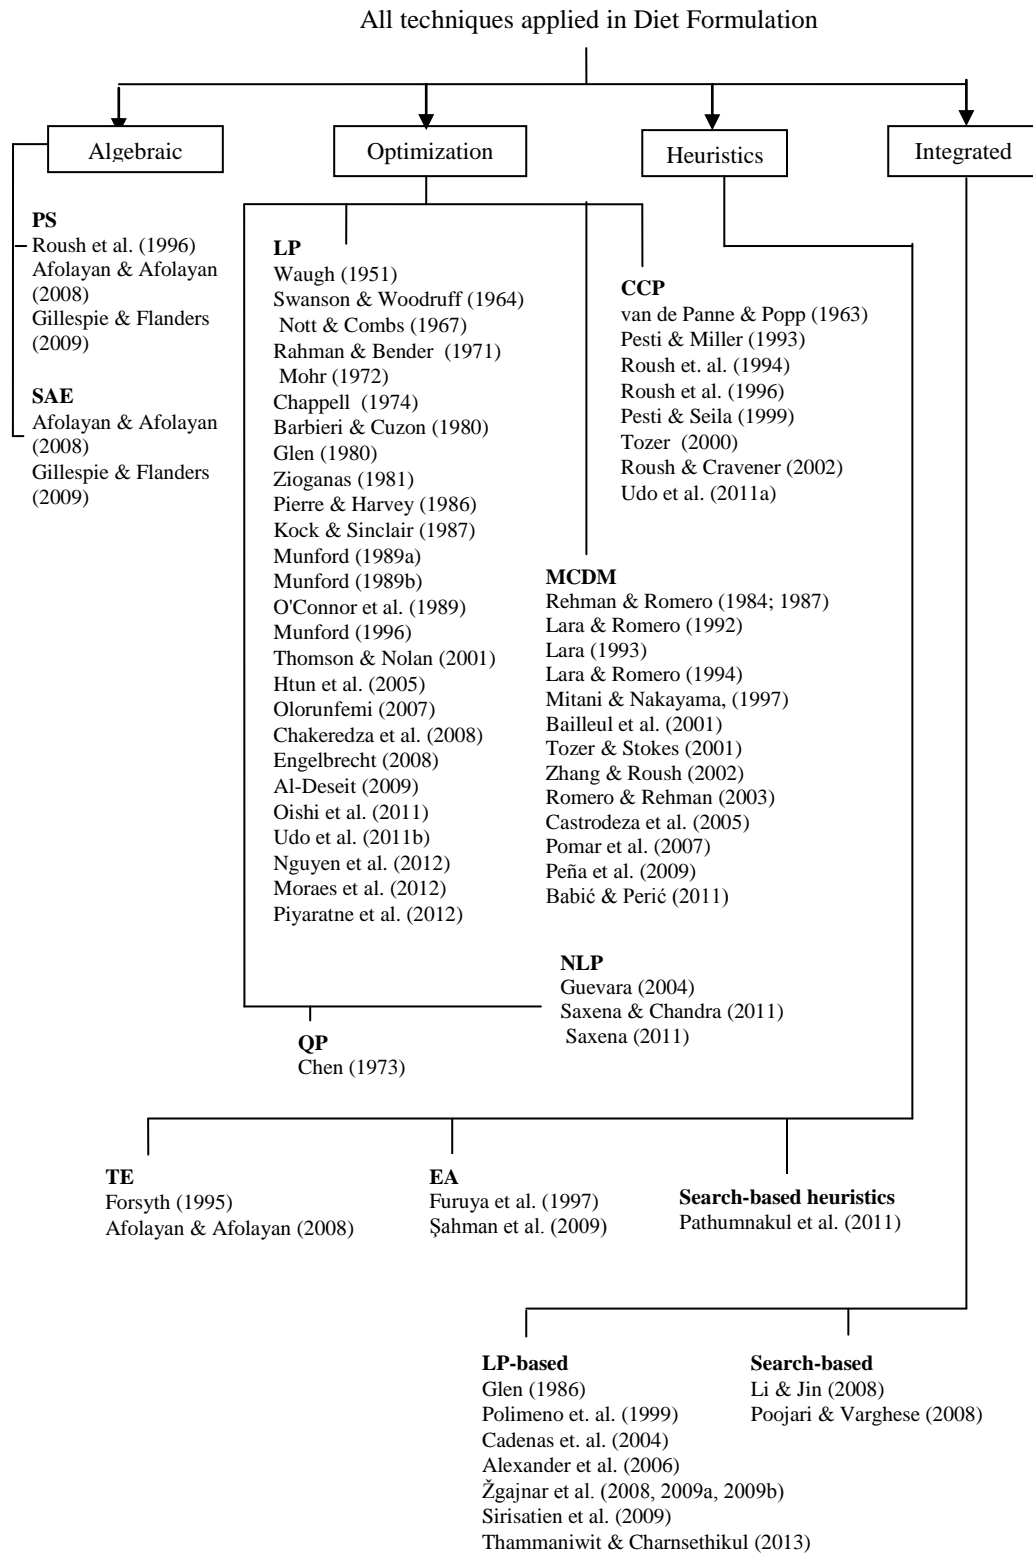 All techniques applied in Diet Formulation
Algebraic
Optimization
Heuristics
Integrated
PS
Roush et al. (1996)
Afolayan & Afolayan
(2008)
Gillespie & Flanders
(2009)
SAE
Afolayan & Afolayan
(2008)
Gillespie & Flanders
(2009)
LP
Waugh (1951)
Swanson & Woodruff (1964)
Nott & Combs (1967)
Rahman & Bender (1971)
Mohr (1972)
Chappell (1974)
Barbieri & Cuzon (1980)
Glen (1980)
Zioganas (1981)
Pierre & Harvey (1986)
Kock & Sinclair (1987)
Munford (1989a)
Munford (1989b)
O'Connor et al. (1989)
Munford (1996)
Thomson & Nolan (2001)
Htun et al. (2005)
Olorunfemi (2007)
Chakeredza et al. (2008)
Engelbrecht (2008)
Al-Deseit (2009)
Oishi et al. (2011)
Udo et al. (2011b)
Nguyen et al. (2012)
Moraes et al. (2012)
Piyaratne et al. (2012)
CCP
van de Panne & Popp (1963)
Pesti & Miller (1993)
Roush et. al. (1994)
Roush et al. (1996)
Pesti & Seila (1999)
Tozer (2000)
Roush & Cravener (2002)
Udo et al. (2011a)
MCDM
Rehman & Romero (1984; 1987)
Lara & Romero (1992)
Lara (1993)
Lara & Romero (1994)
Mitani & Nakayama, (1997)
Bailleul et al. (2001)
Tozer & Stokes (2001)
Zhang & Roush (2002)
Romero & Rehman (2003)
Castrodeza et al. (2005)
Pomar et al. (2007)
Peña et al. (2009)
Babić & Perić (2011)
NLP
Guevara (2004)
Saxena & Chandra (2011)
Saxena (2011)
QP
Chen (1973)
TE
Forsyth (1995)
Afolayan & Afolayan (2008)
EA
Furuya et al. (1997)
Şahman et al. (2009)
Search-based heuristics
Pathumnakul et al. (2011)
LP-based
Glen (1986)
Polimeno et. al. (1999)
Cadenas et. al. (2004)
Alexander et al. (2006)
Žgajnar et al. (2008, 2009a, 2009b)
Sirisatien et al. (2009)
Thammaniwit & Charnsethikul (2013)
Search-based
Li & Jin (2008)
Poojari & Varghese (2008)